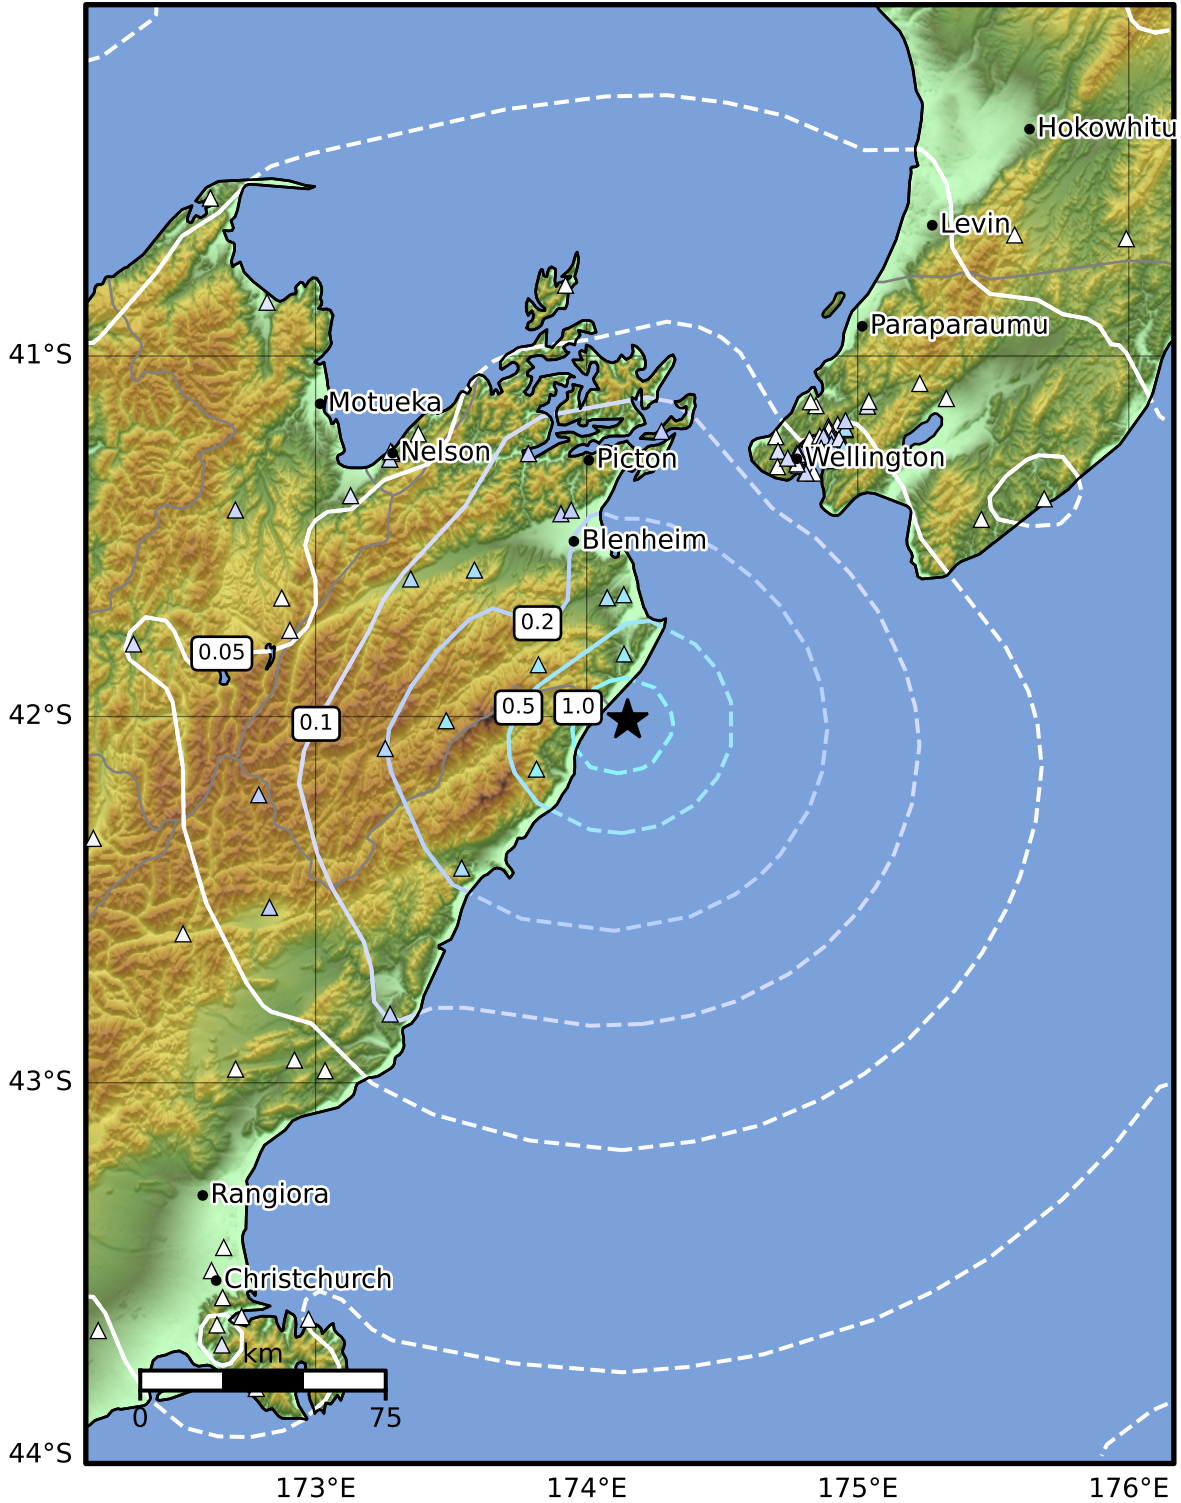 Hokowhitu
Levin
Paraparaumu
41°S
Motueka
Nelson
Picton
Wellington
Blenheim
0.2
0.05
0.5
1.0
0.1
42°S
43°S
Rangiora
Christchurch
km
0
75
44°S
173°E
174°E
175°E
176°E